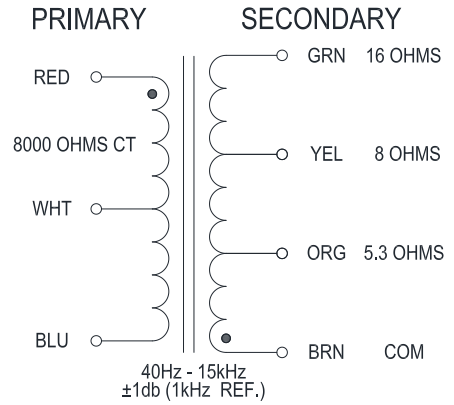 PRIMARY
SECONDARY
RED
GRN 16 OHMS
8000 OHMS CT
YEL 8 OHMS
WHT
ORG 5.3 OHMS
BLU
BRN COM
40Hz - 15kHz
±1db (1kHz REF.)